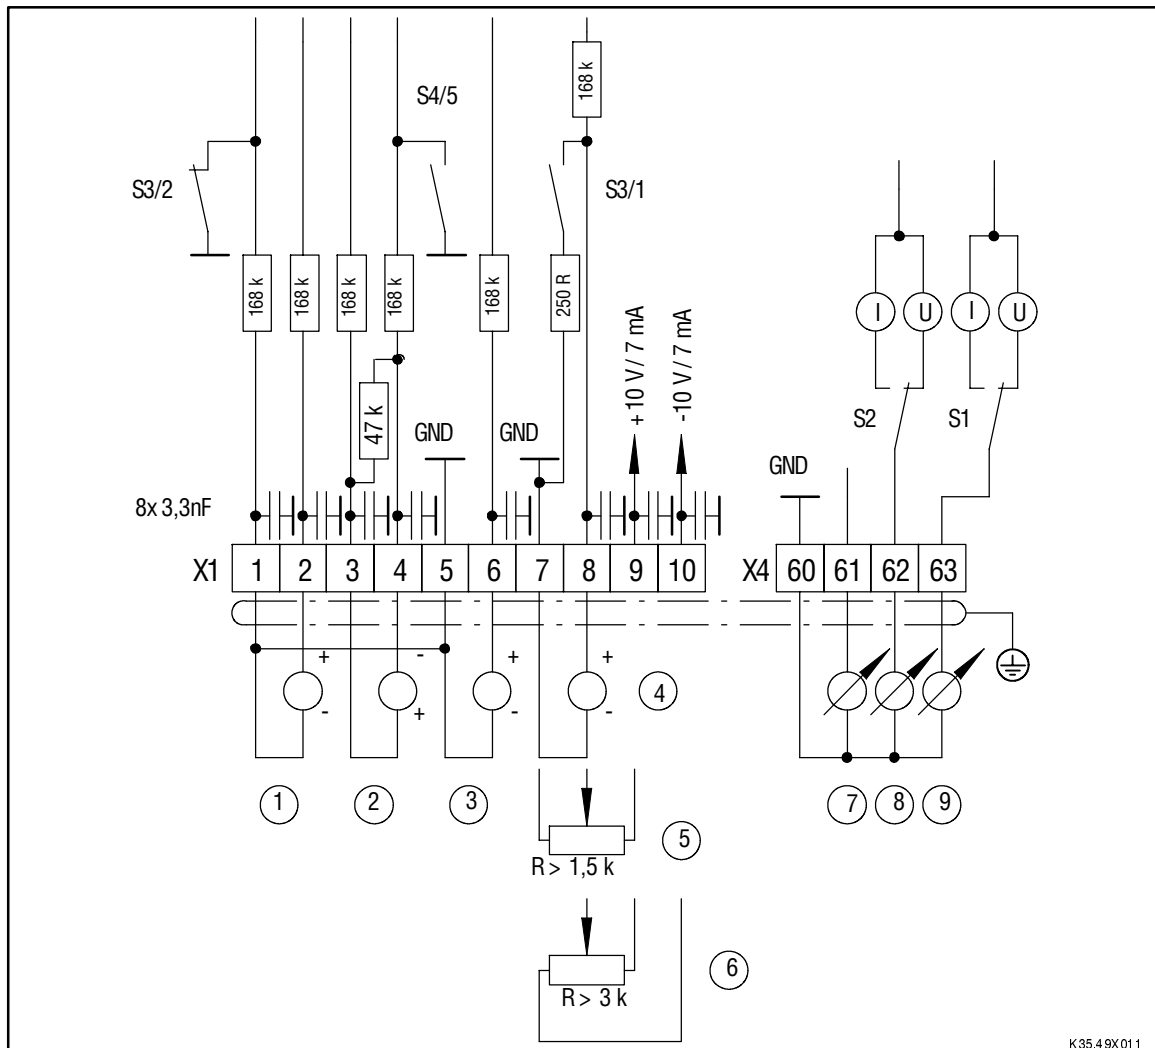 168 k
S4/5
S3/2
S3/1
168 k
168 k
168 k
168 k
168 k
250 R
+10 V / 7 mA
-10 V / 7 mA
I
U
I
U
47 k
S2
S1
GND
GND
GND
8x 3,3nF
X1 1 2 3 4 5 6 7 8 9 10
X4 60 61 62 63
+ - + +
- + - -
4
1 2 3
7 8 9
5
R > 1,5 k
6
R > 3 k
K35.49X011